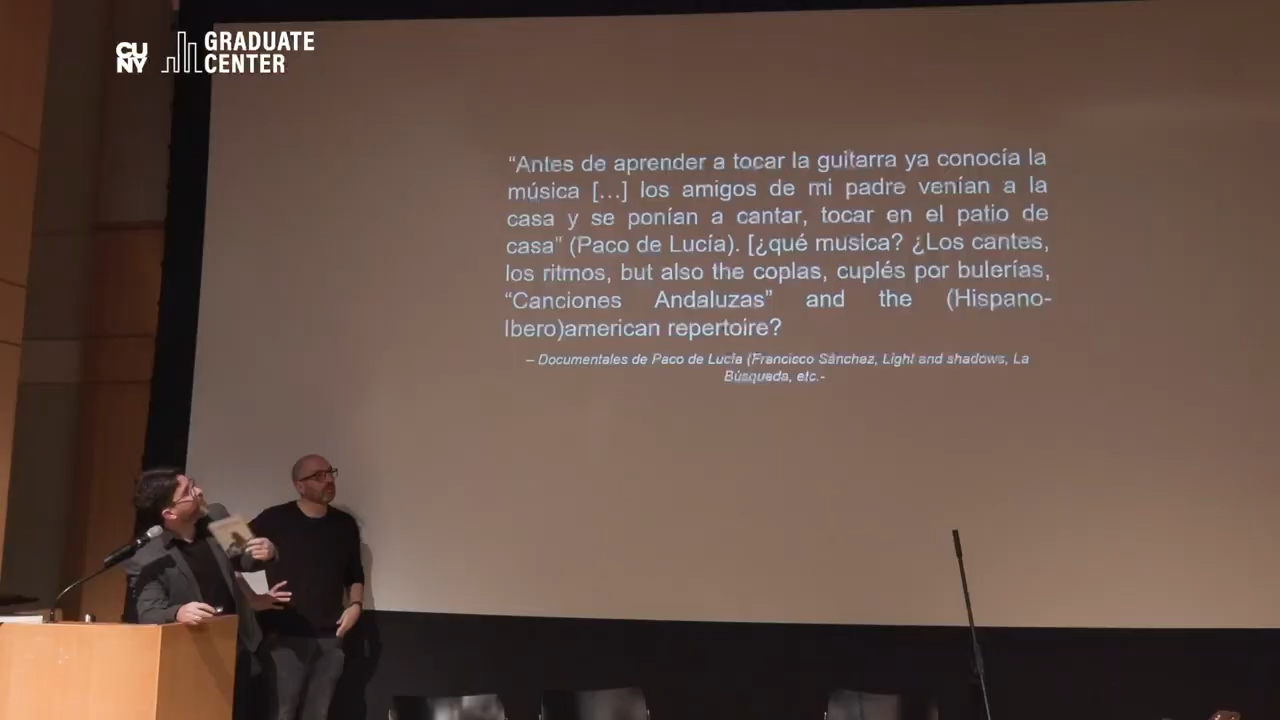 CUNY
GRADUATE
CENTER
“Antes de aprender a tocar la guitarra ya conocía la
música […] los amigos de mi padre venían a la
casa y se ponían a cantar, tocar en el patio de
casa” (Paco de Lucía). [¿qué musica? ¿Los cantes,
los ritmos, but also the coplas, cuplés por bulerías,
“Canciones Andaluzas” and the (Hispano-
Ibero)american repertoire?
– Documentales de Paco de Lucía (Francisco Sánchez, Light and shadows, La
Búsqueda, etc.-